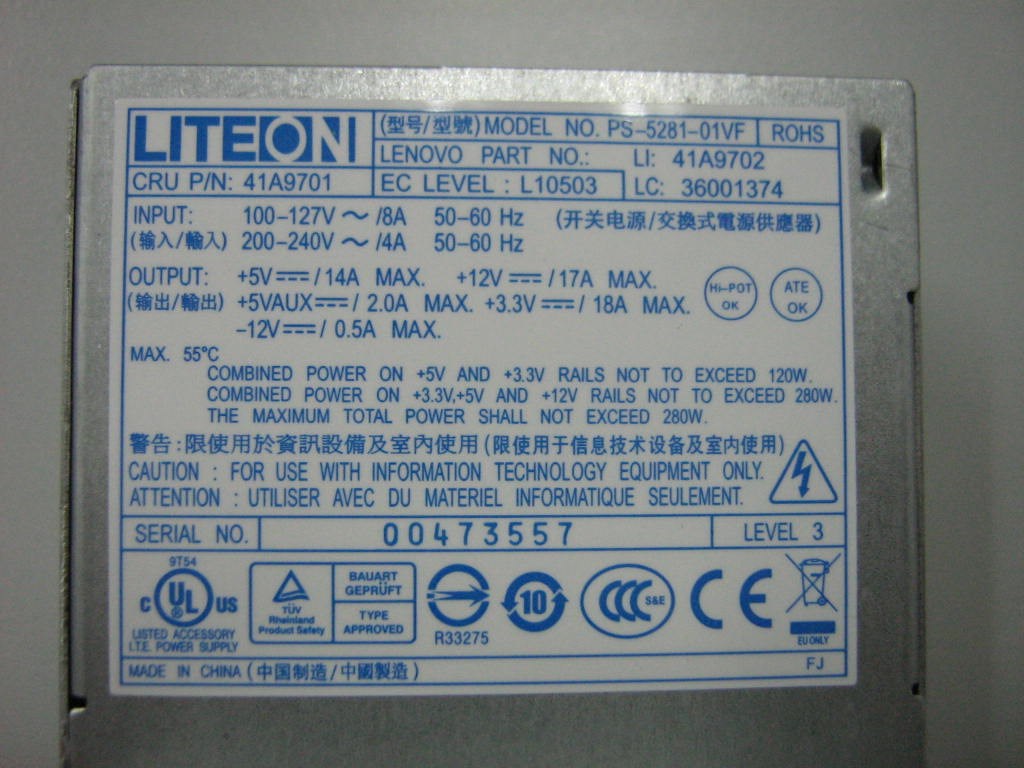 LITEON
(型号/型號) MODEL NO. PS-5281-01VF ROHS
LENOVO PART NO.: LI: 41A9702
CRU P/N: 41A9701 EC LEVEL : L10503 LC: 36001374
INPUT: 100-127V ～ /8A 50-60 Hz (开关电源/交換式電源供應器)
(输入/輸入) 200-240V ～ /4A 50-60 Hz
OUTPUT: +5V⎓/14A MAX. +12V⎓/17A MAX.
(输出/輸出) +5VAUX⎓/ 2.0A MAX. +3.3V⎓/ 18A MAX.
-12V⎓/ 0.5A MAX.
Hi-POT OK
ATE OK
MAX. 55°C
COMBINED POWER ON +5V AND +3.3V RAILS NOT TO EXCEED 120W.
COMBINED POWER ON +3.3V,+5V AND +12V RAILS NOT TO EXCEED 280W.
THE MAXIMUM TOTAL POWER SHALL NOT EXCEED 280W.
警告:限使用於資訊設備及室內使用(限使用于信息技术设备及室内使用)
CAUTION : FOR USE WITH INFORMATION TECHNOLOGY EQUIPMENT ONLY.
ATTENTION : UTILISER AVEC DU MATERIEL INFORMATIQUE SEULEMENT.
SERIAL NO. 00473557 LEVEL 3
9T54
c UL US
LISTED ACCESSORY
I.T.E. POWER SUPPLY
TÜV
Rheinland
Product Safety
BAUART
GEPRÜFT
TYPE
APPROVED
R33275
10
CCC S&E
CE
EU ONLY
MADE IN CHINA (中国制造/中國製造) FJ